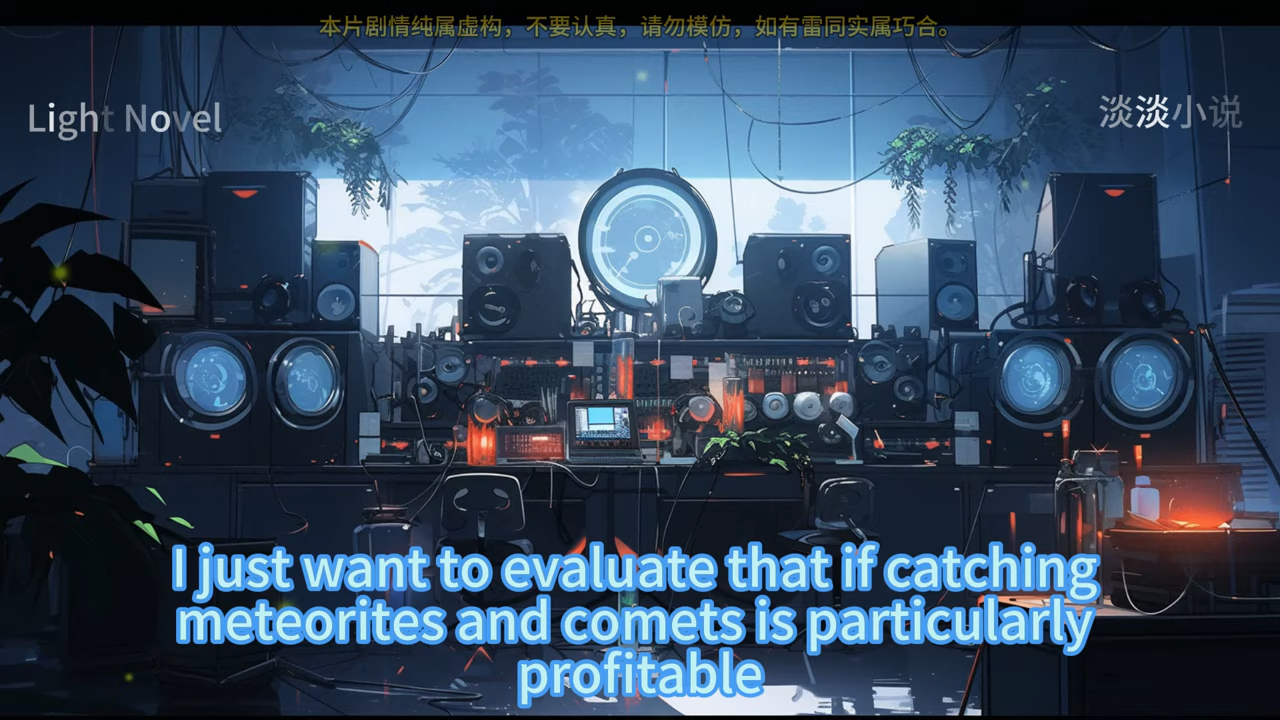 本片剧情纯属虚构，不要认真，请勿模仿，如有雷同实属巧合。
Light Novel
淡淡小说
I just want to evaluate that if catching
meteorites and comets is particularly
profitable